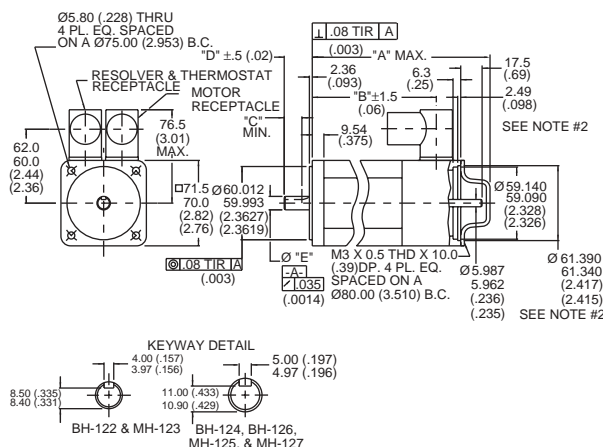 Ø5.80 (.228) THRU
4 PL. EQ. SPACED
ON A Ø75.00 (2.953) B.C.
RESOLVER & THERMOSTAT
RECEPTACLE
MOTOR
RECEPTACLE
76.5
(3.01)
MAX.
62.0
60.0
(2.44)
(2.36)
□71.5
70.0
(2.82)
(2.76)
"D" ±.5 (.02)
⊥ .08 TIR A
(.003)
"A" MAX.
2.36
(.093)
6.3
(.25)
17.5
(.69)
2.49
(.098)
"B"±1.5
(.06)
"C"
MIN.
9.54
(.375)
SEE NOTE #2
Ø60.012
59.993
(2.3627)
(2.3619)
Ø59.140
59.090
(2.328)
(2.326)
◎ .08 TIR A
(.003)
Ø "E"
-A-
.035
(.0014)
M3 X 0.5 THD X 10.0
(.39)DP. 4 PL. EQ.
SPACED ON A
Ø80.00 (3.510) B.C.
Ø5.987
5.962
(.236)
(.235)
Ø 61.390
61.340
(2.417)
(2.415)
SEE NOTE #2
KEYWAY DETAIL
4.00 (.157)
3.97 (.156)
8.50 (.335)
8.40 (.331)
BH-122 & MH-123
5.00 (.197)
4.97 (.196)
11.00 (.433)
10.90 (.429)
BH-124, BH-126,
MH-125, & MH-127